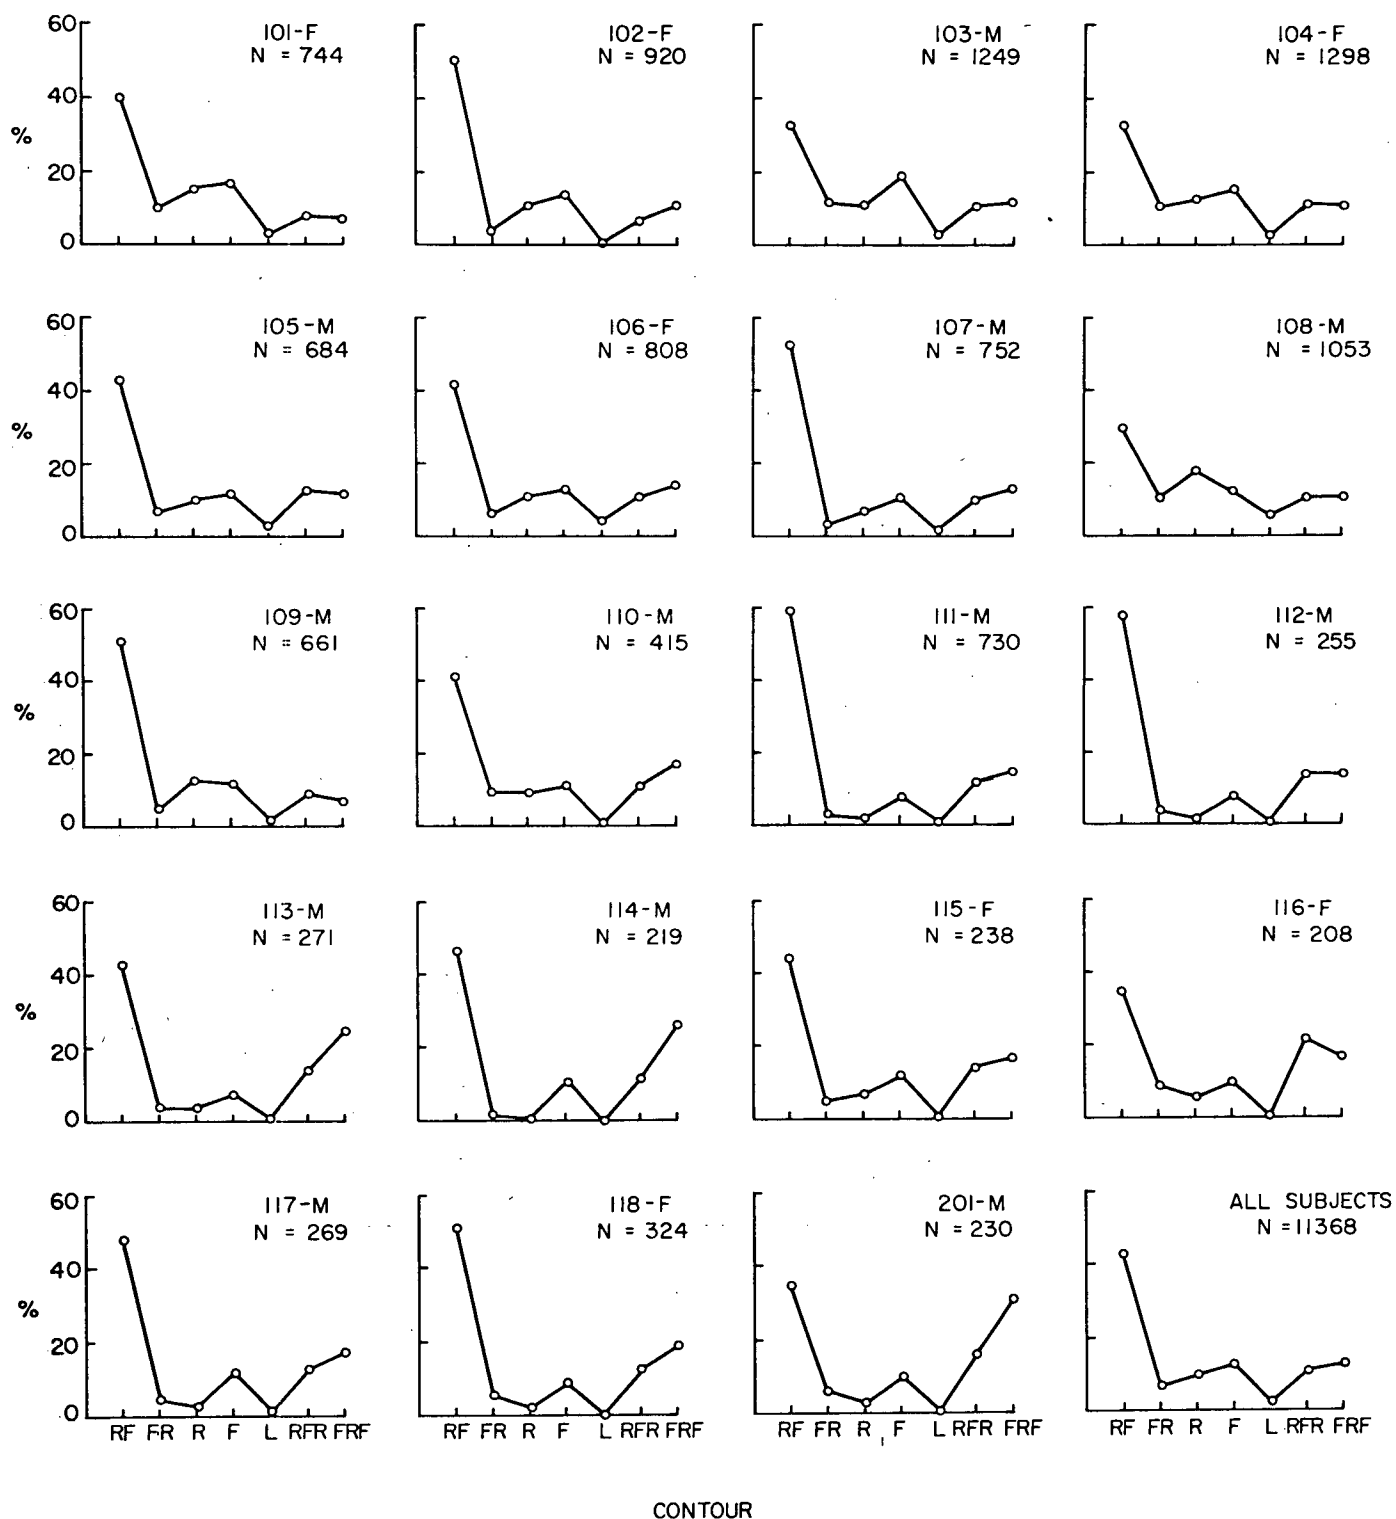 60
40
%
20
0
101-F
N = 744
102-F
N = 920
103-M
N = 1249
104-F
N = 1298
60
40
%
20
0
105-M
N = 684
106-F
N = 808
107-M
N = 752
108-M
N = 1053
60
40
%
20
0
109-M
N = 661
110-M
N = 415
111-M
N = 730
112-M
N = 255
60
40
%
20
0
113-M
N = 271
114-M
N = 219
115-F
N = 238
116-F
N = 208
60
40
%
20
0
117-M
N = 269
118-F
N = 324
201-M
N = 230
ALL SUBJECTS
N = 11368
RF FR R F L RFR FRF
RF FR R F L RFR FRF
RF FR R F L RFR FRF
RF FR R F L RFR FRF
CONTOUR